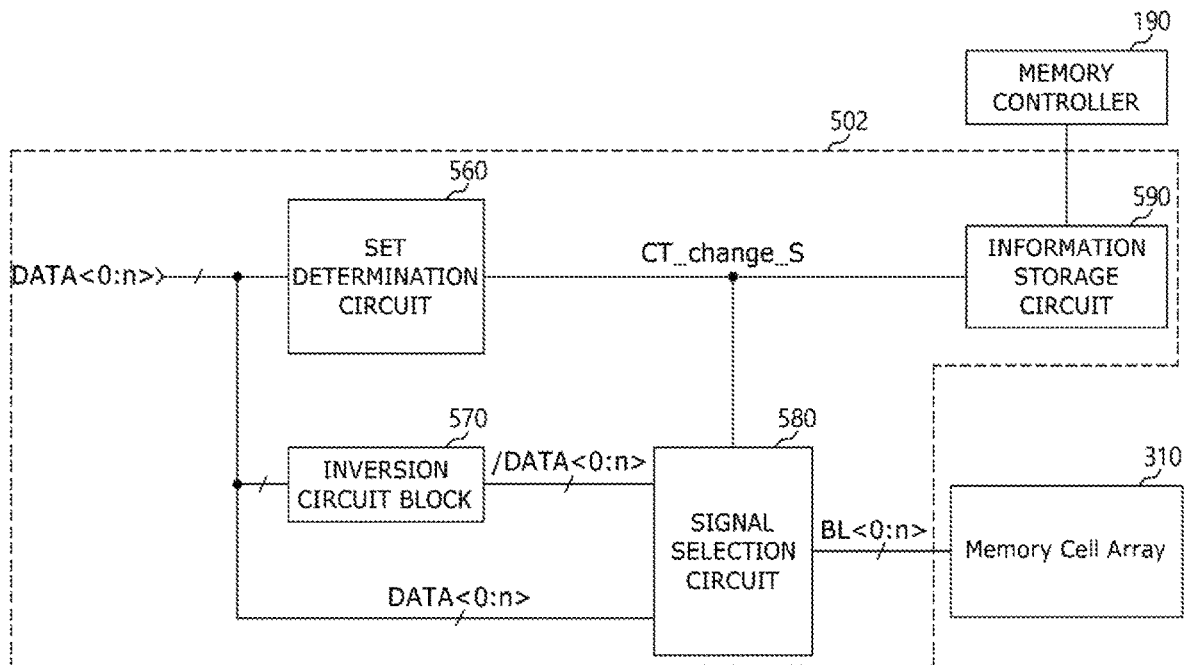 190
MEMORY
CONTROLLER
502
560
590
SET
DETERMINATION
CIRCUIT
CT_change_S
INFORMATION
STORAGE
CIRCUIT
DATA<0:n>
570
580
310
INVERSION
CIRCUIT BLOCK
/DATA<0:n>
SIGNAL
SELECTION
CIRCUIT
BL<0:n>
Memory Cell Array
DATA<0:n>